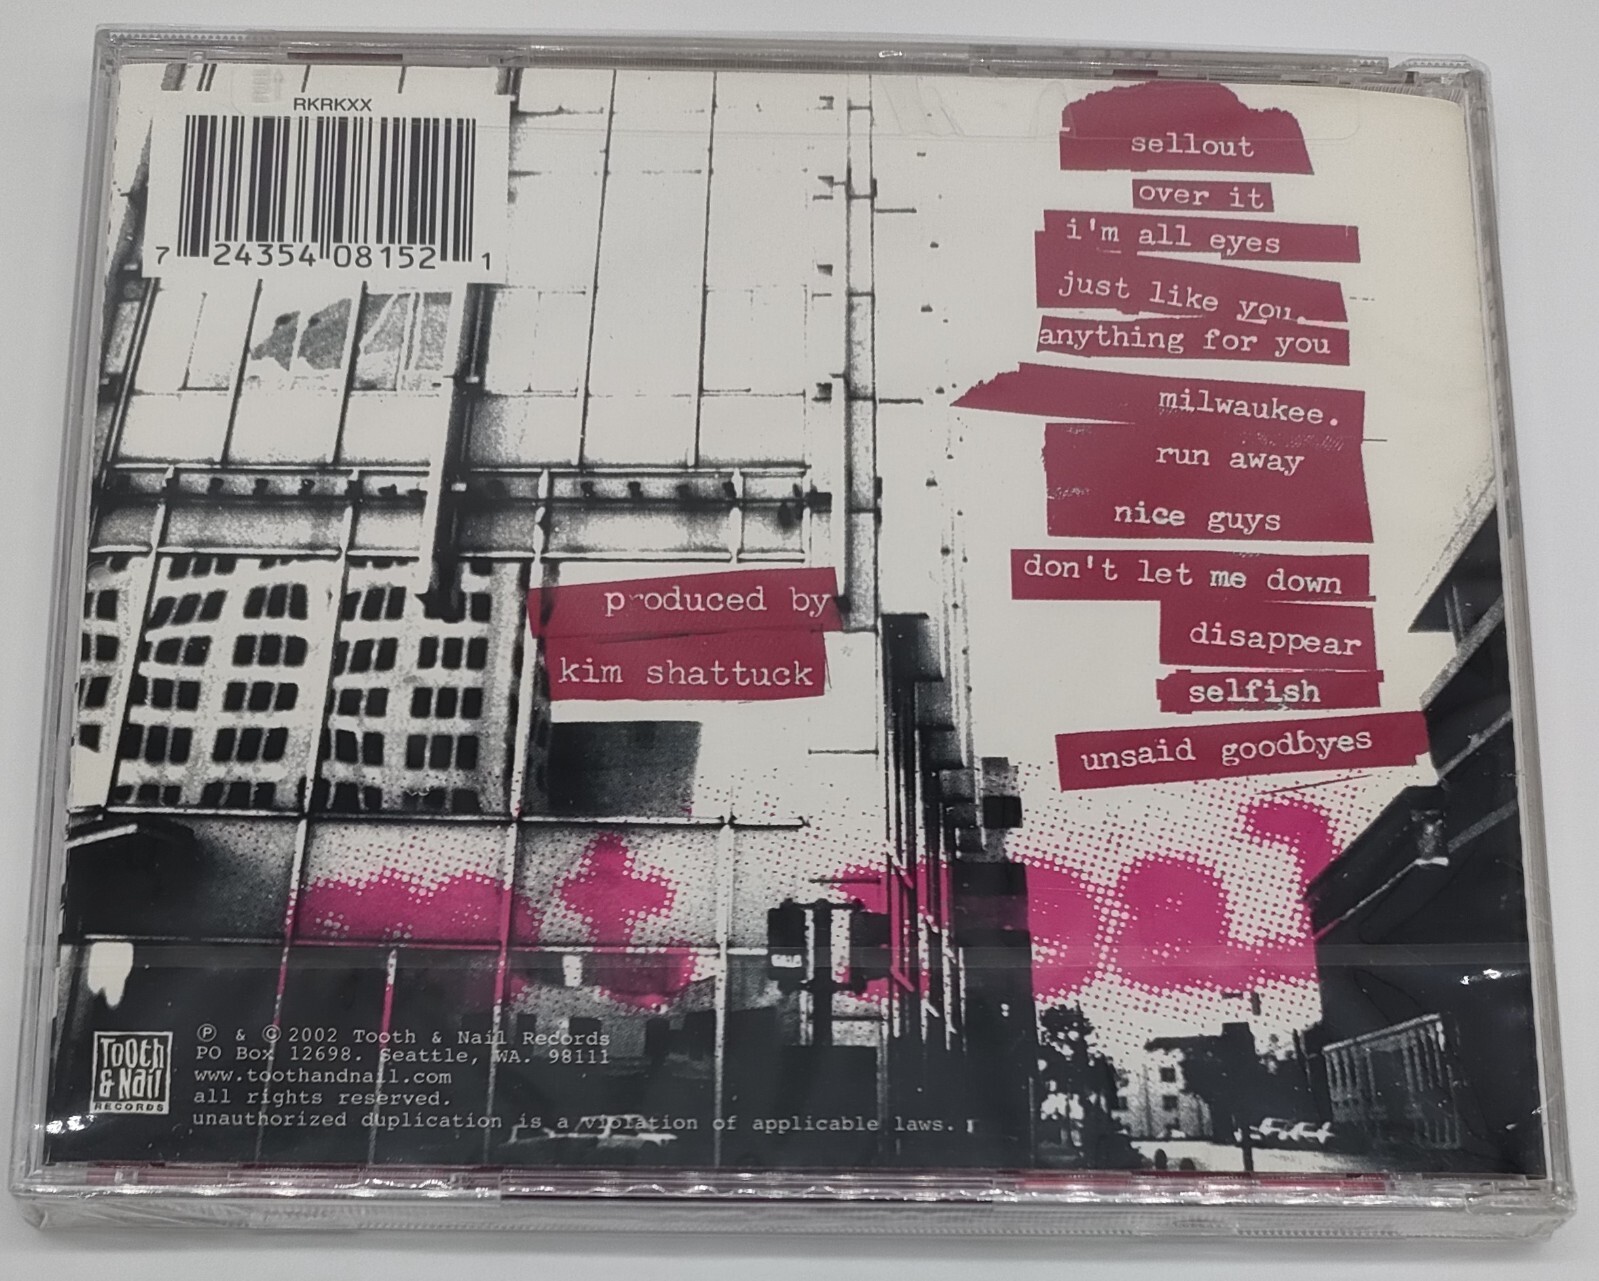 RKRKXX
7 24354 08152 1
sellout
over it
i'm all eyes
just like you.
anything for you
milwaukee.
run away
nice guys
don't let me down
disappear
selfish
unsaid goodbyes
produced by
kim shattuck
Tooth
& Nail
RECORDS
℗ & © 2002 Tooth & Nail Records
PO Box 12698. Seattle, WA. 98111
www.toothandnail.com
all rights reserved.
unauthorized duplication is a violation of applicable laws.